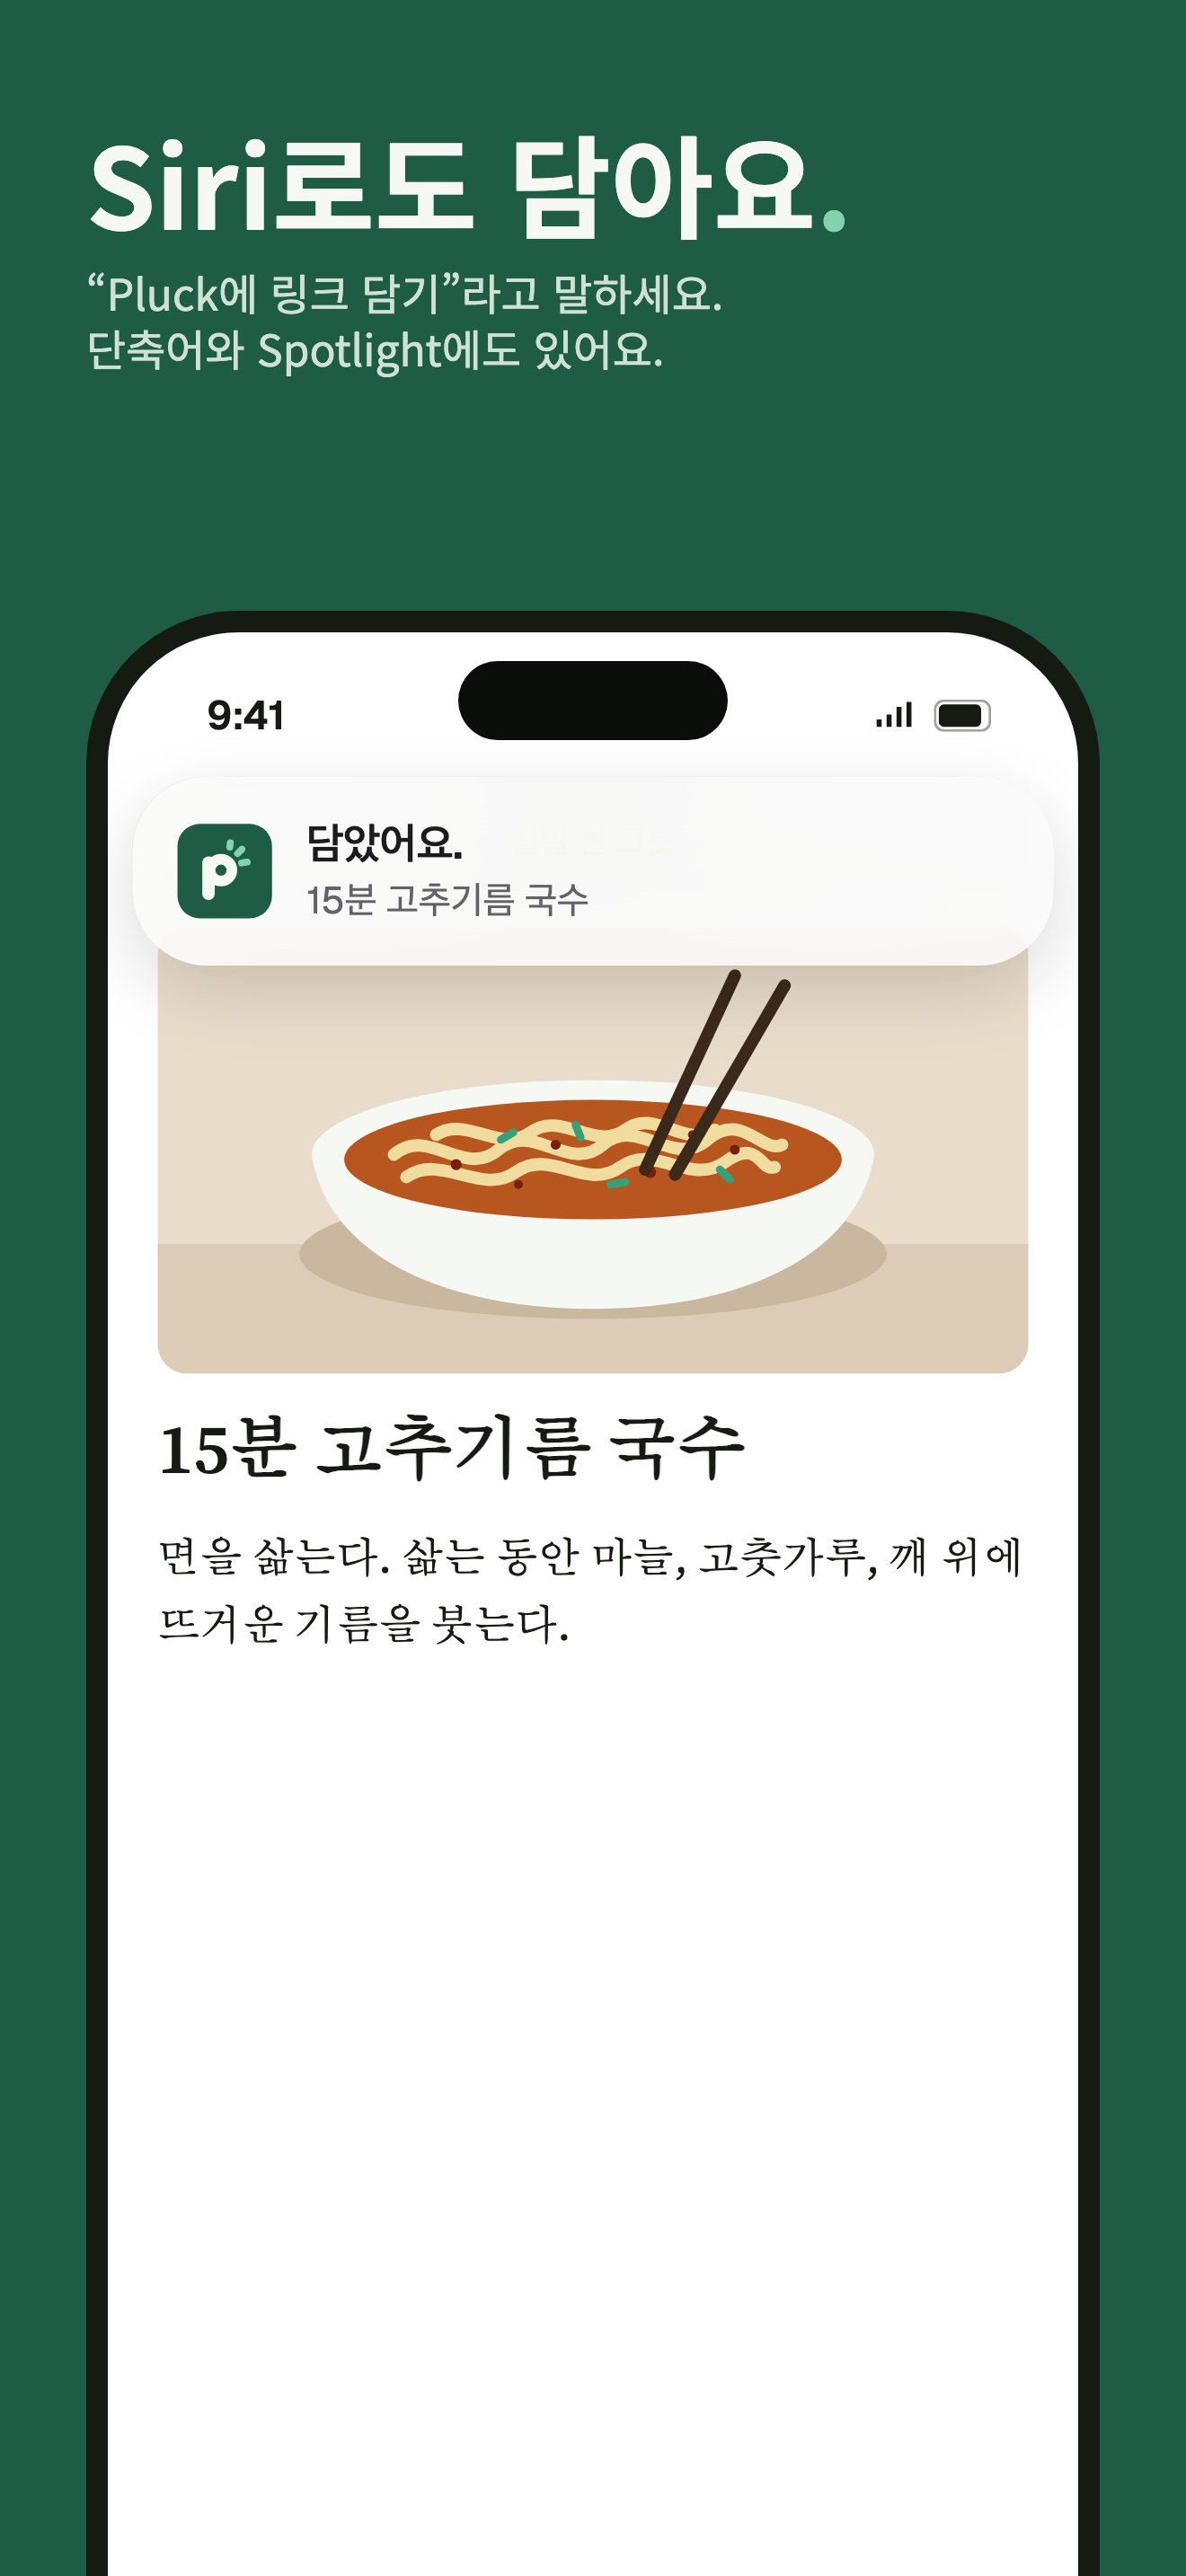 Siri로도 담아요.
“Pluck에 링크 담기”라고 말하세요.
단축어와 Spotlight에도 있어요.
9:41
담았어요.
15분 고추기름 국수
15분 고추기름 국수
면을 삶는다. 삶는 동안 마늘, 고춧가루, 깨 위에
뜨거운 기름을 붓는다.